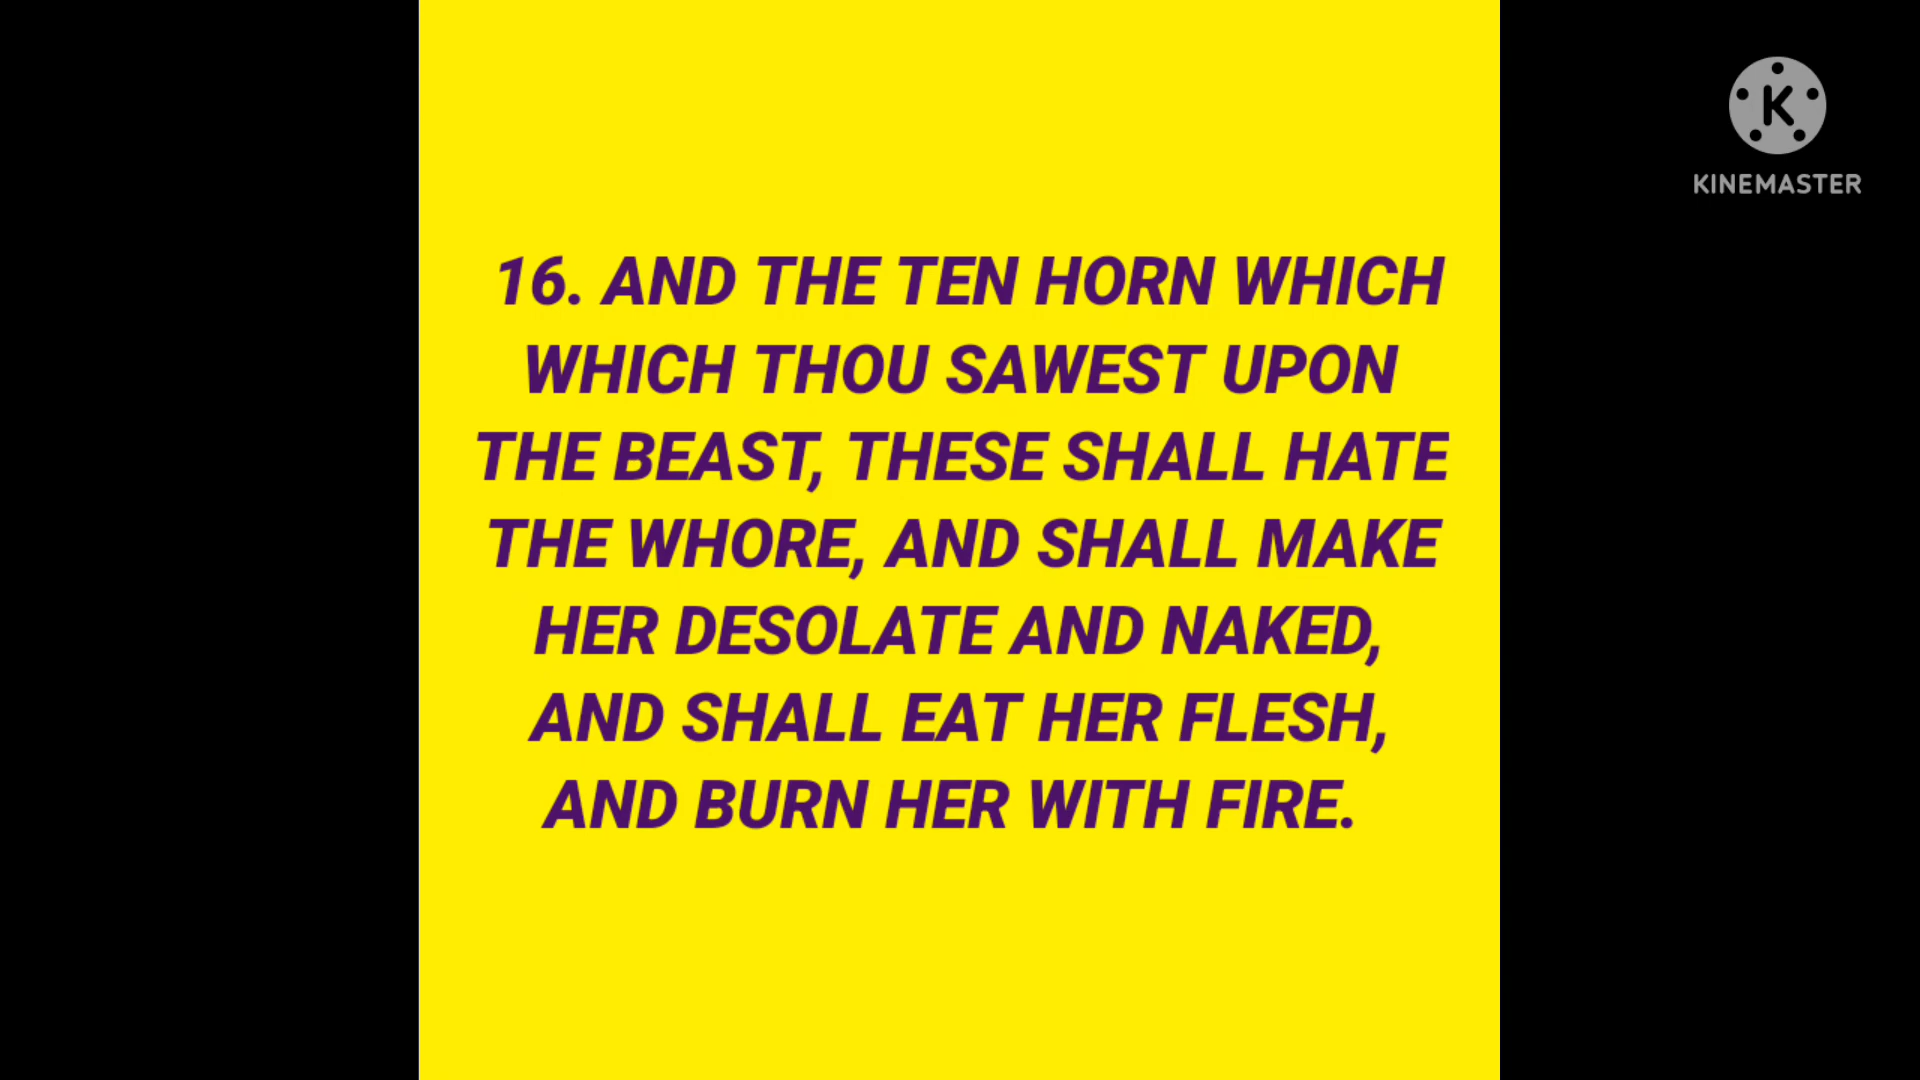 16. AND THE TEN HORN WHICH
WHICH THOU SAWEST UPON
THE BEAST, THESE SHALL HATE
THE WHORE, AND SHALL MAKE
HER DESOLATE AND NAKED,
AND SHALL EAT HER FLESH,
AND BURN HER WITH FIRE.
K
KINEMASTER